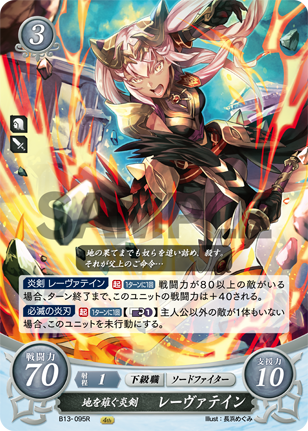 3
SAMPLE
地の果てまでも奴らを追い詰め、殺す。
それが父上のご命令…
炎剣 レーヴァテイン 起 1ターンに1回 戦闘力が80以上の敵がいる
場合、ターン終了まで、このユニットの戦闘力は+40される。
必滅の炎刃 起 1ターンに1回 1 主人公以外の敵が1体もいない
場合、このユニットを未行動にする。
戦闘力
70
射程 1 下級職 ソードファイター
支援力
10
地を薙ぐ炎剣 レーヴァテイン
B13-095R 4th Illust:長浜めぐみ